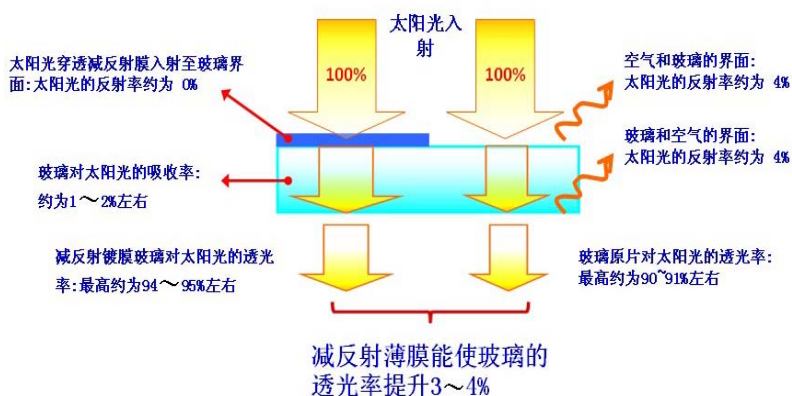 太阳光入
射
100%
100%
太阳光穿透减反射膜入射至玻璃界
面:太阳光的反射率约为 0%
空气和玻璃的界面:
太阳光的反射率约为 4%
玻璃和空气的界面:
太阳光的反射率约为 4%
玻璃对太阳光的吸收率:
约为1～2%左右
减反射镀膜玻璃对太阳光的透光
率:最高约为94～95%左右
玻璃原片对太阳光的透光率:
最高约为90~91%左右
减反射薄膜能使玻璃的
透光率提升3～4%